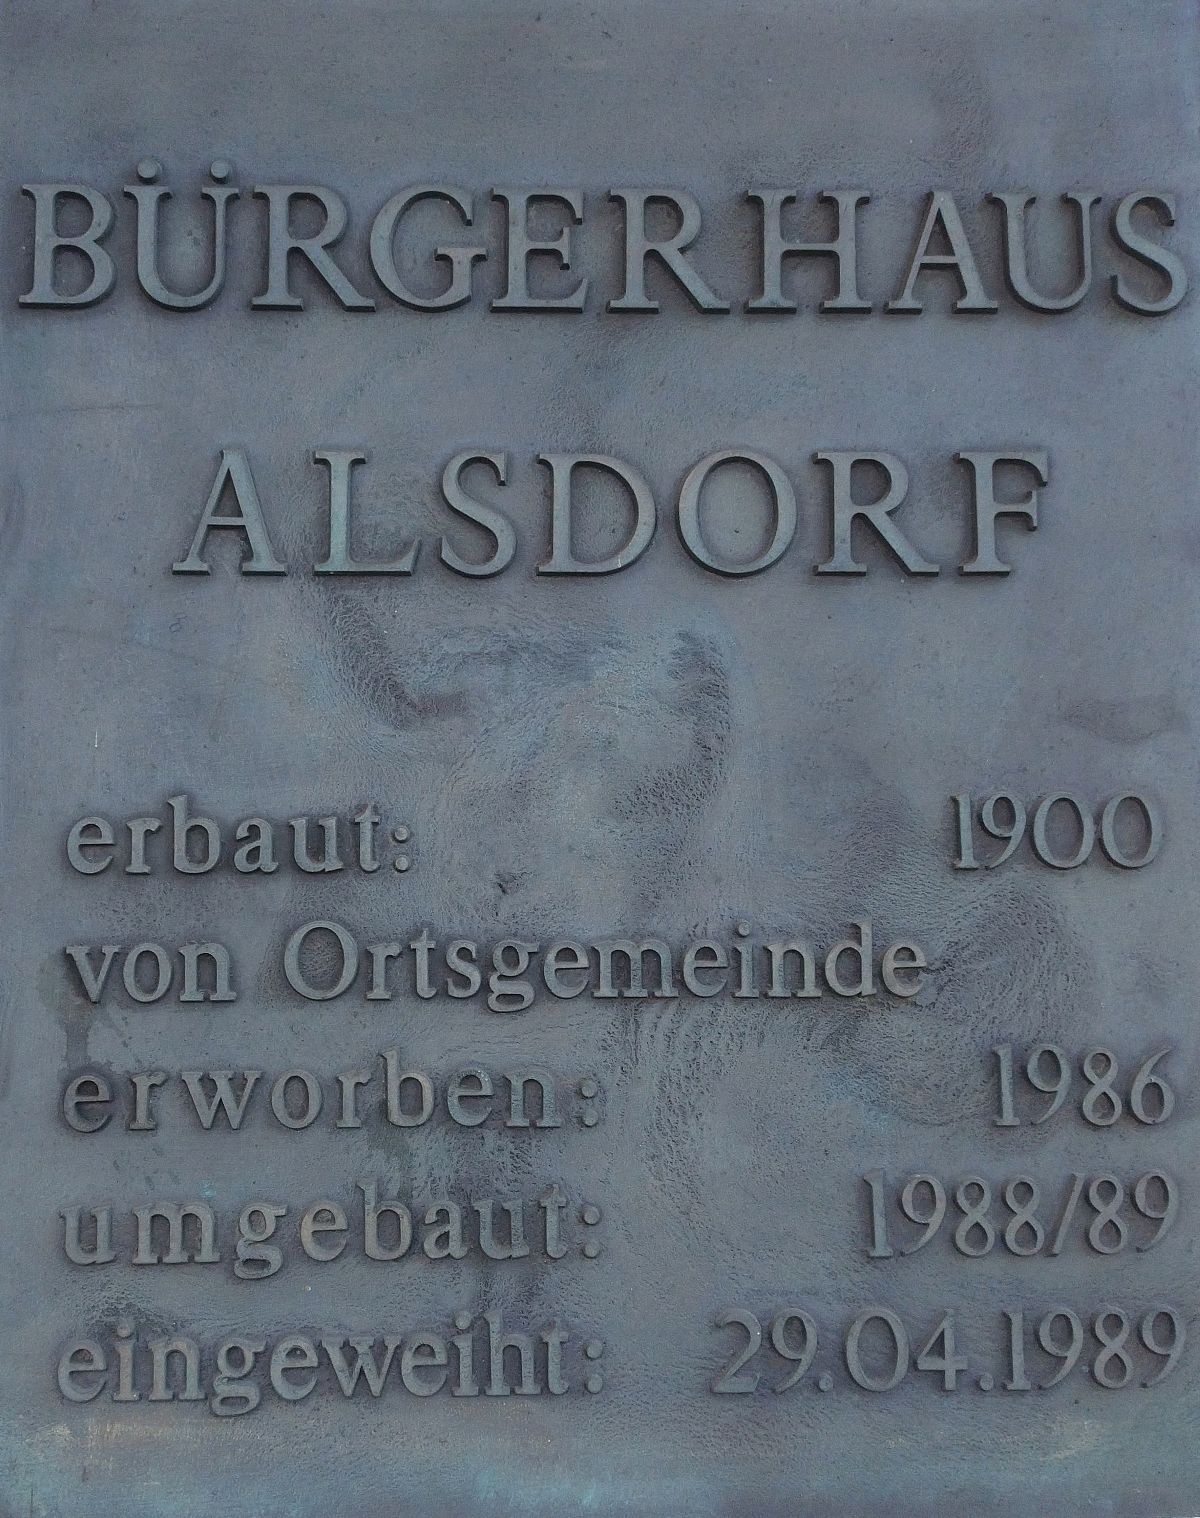 BÜRGERHAUS
ALSDORF
erbaut: 1900
von Ortsgemeinde
erworben: 1986
umgebaut: 1988/89
eingeweiht: 29.04.1989